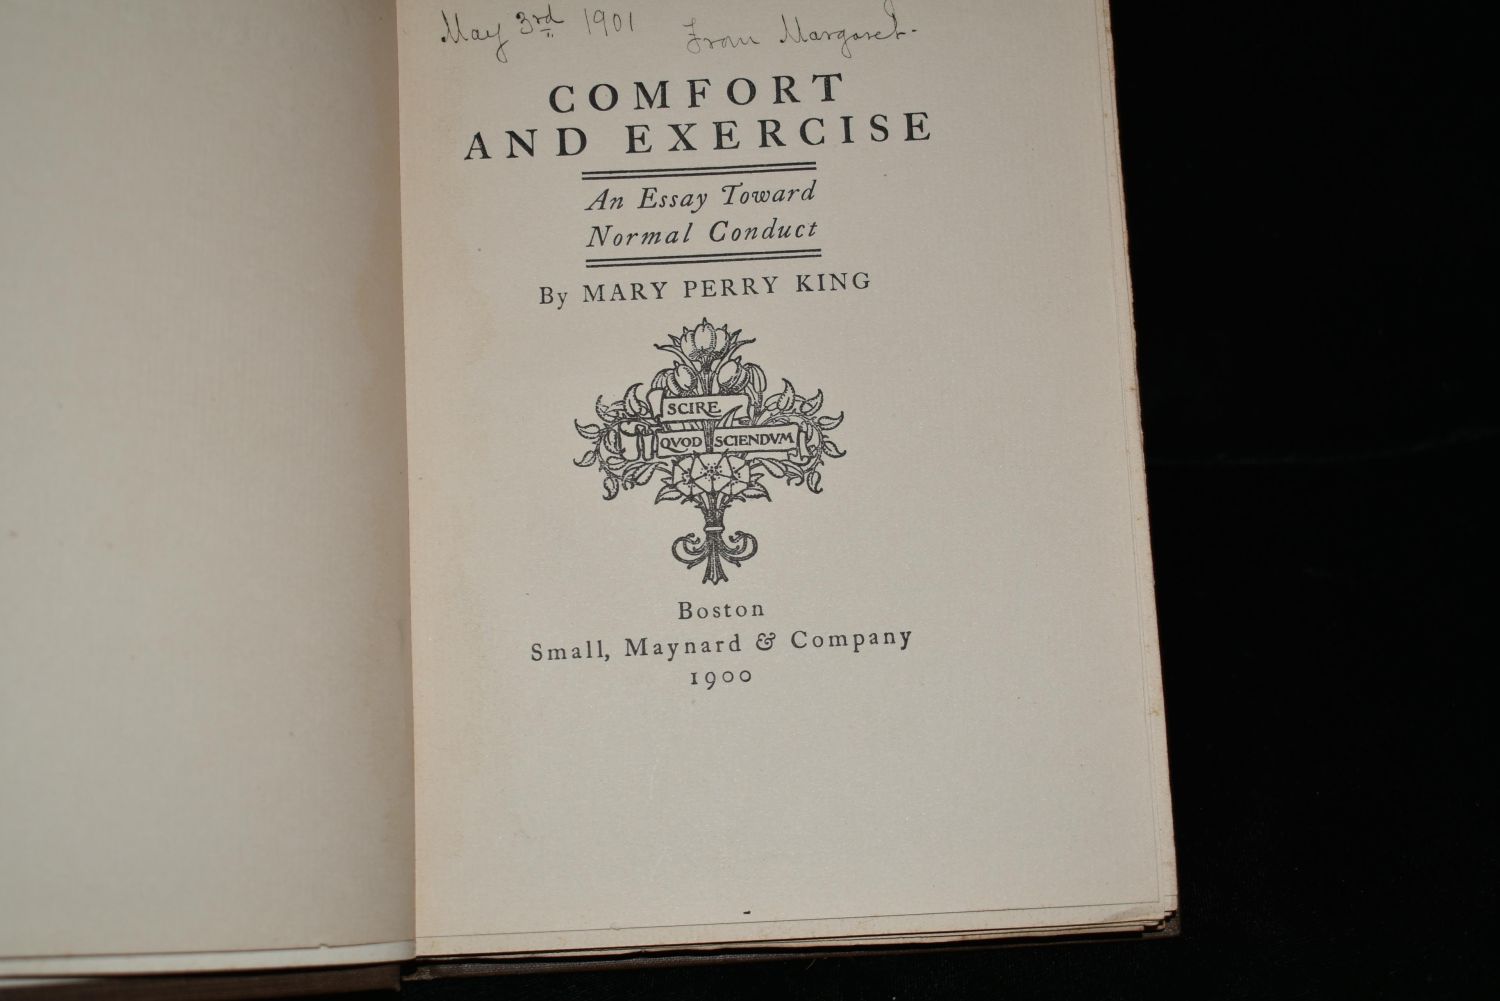 May 3rd 1901 From Margaret.
COMFORT
AND EXERCISE
An Essay Toward
Normal Conduct
By MARY PERRY KING
SCIRE
QVOD SCIENDVM
Boston
Small, Maynard & Company
1900